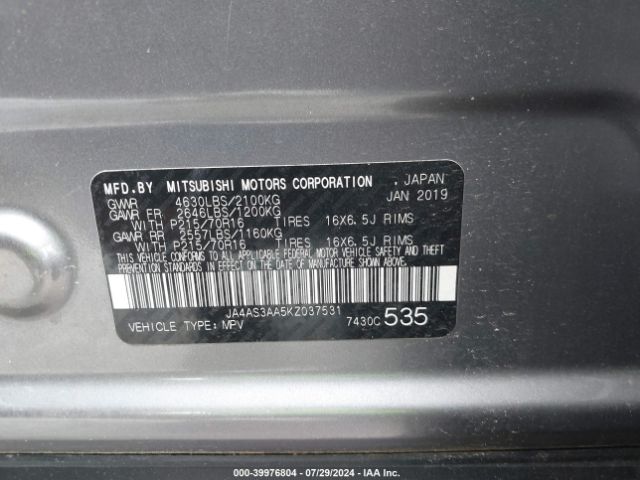 MFD.BY MITSUBISHI MOTORS CORPORATION , JAPAN
GVWR 4630LBS/2100KG JAN 2019
GAWR FR 2646LBS/1200KG
WITH P215/70R16 TIRES 16X6.5J RIMS
GAWR RR 2557LBS/1160KG
WITH P215/70R16 TIRES 16X6.5J RIMS
THIS VEHICLE CONFORMS TO ALL APPLICABLE FEDERAL MOTOR VEHICLE SAFETY AND THEFT
PREVENTION STANDARDS IN EFFECT ON THE DATE OF MANUFACTURE SHOWN ABOVE.
JA4AS3AA5KZ037531
VEHICLE TYPE: MPV 7430C 535
000-39976804 - 07/29/2024 - IAA Inc.